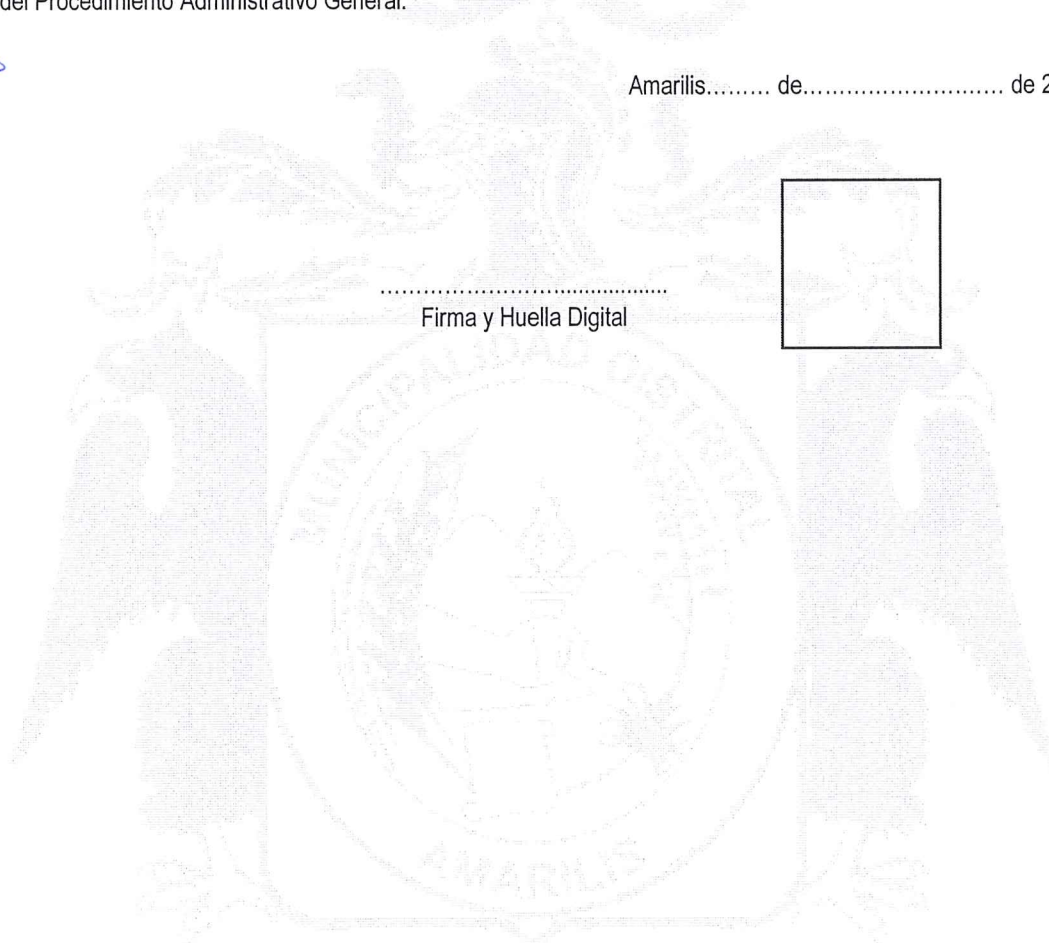 del Procedimiento Administrativo General.
Amarilis......... de............................. de 2
.............................................
Firma y Huella Digital
MUNICIPALIDAD DISTRITAL
AMARILIS